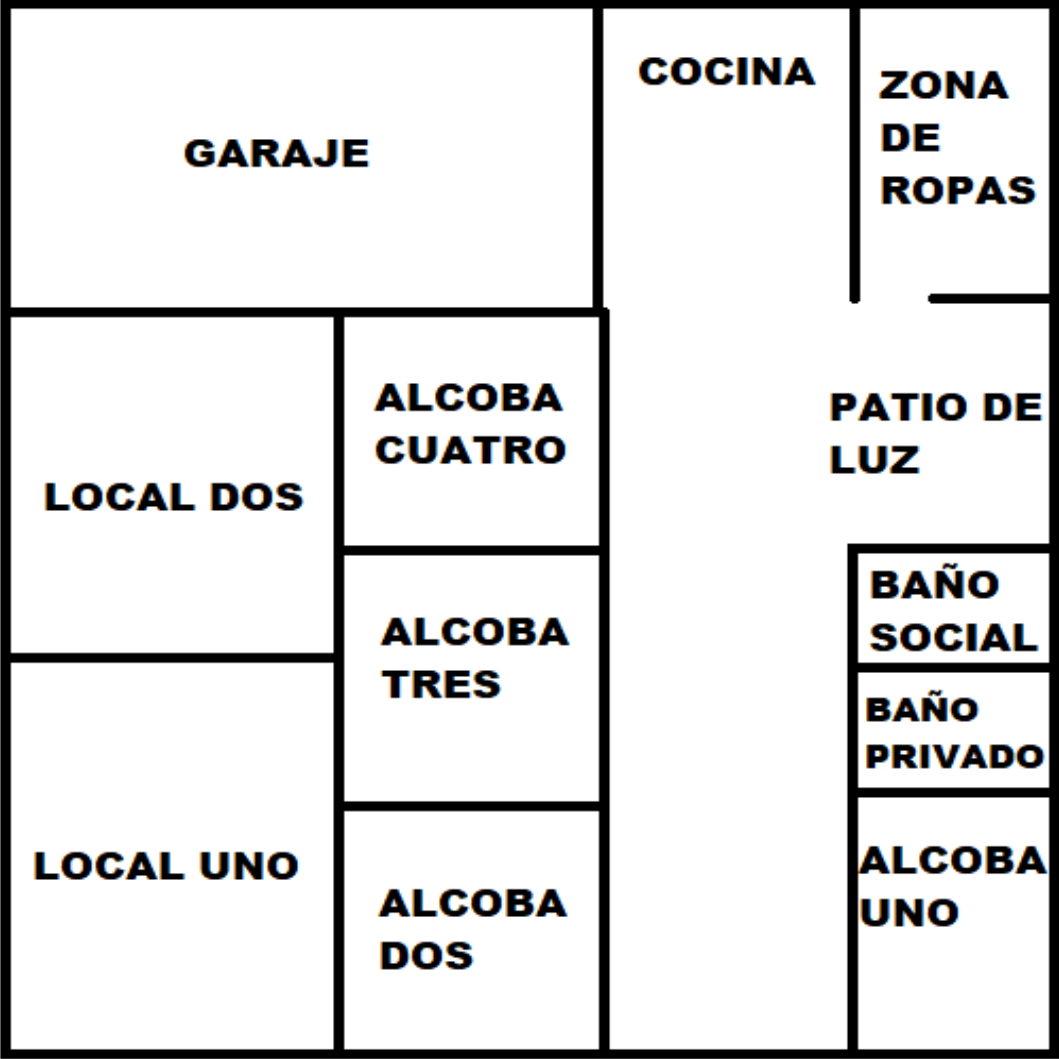 GARAJE
COCINA
ZONA
DE
ROPAS
ALCOBA
CUATRO
PATIO DE
LUZ
LOCAL DOS
BAÑO
SOCIAL
ALCOBA
TRES
BAÑO
PRIVADO
LOCAL UNO
ALCOBA
DOS
ALCOBA
UNO